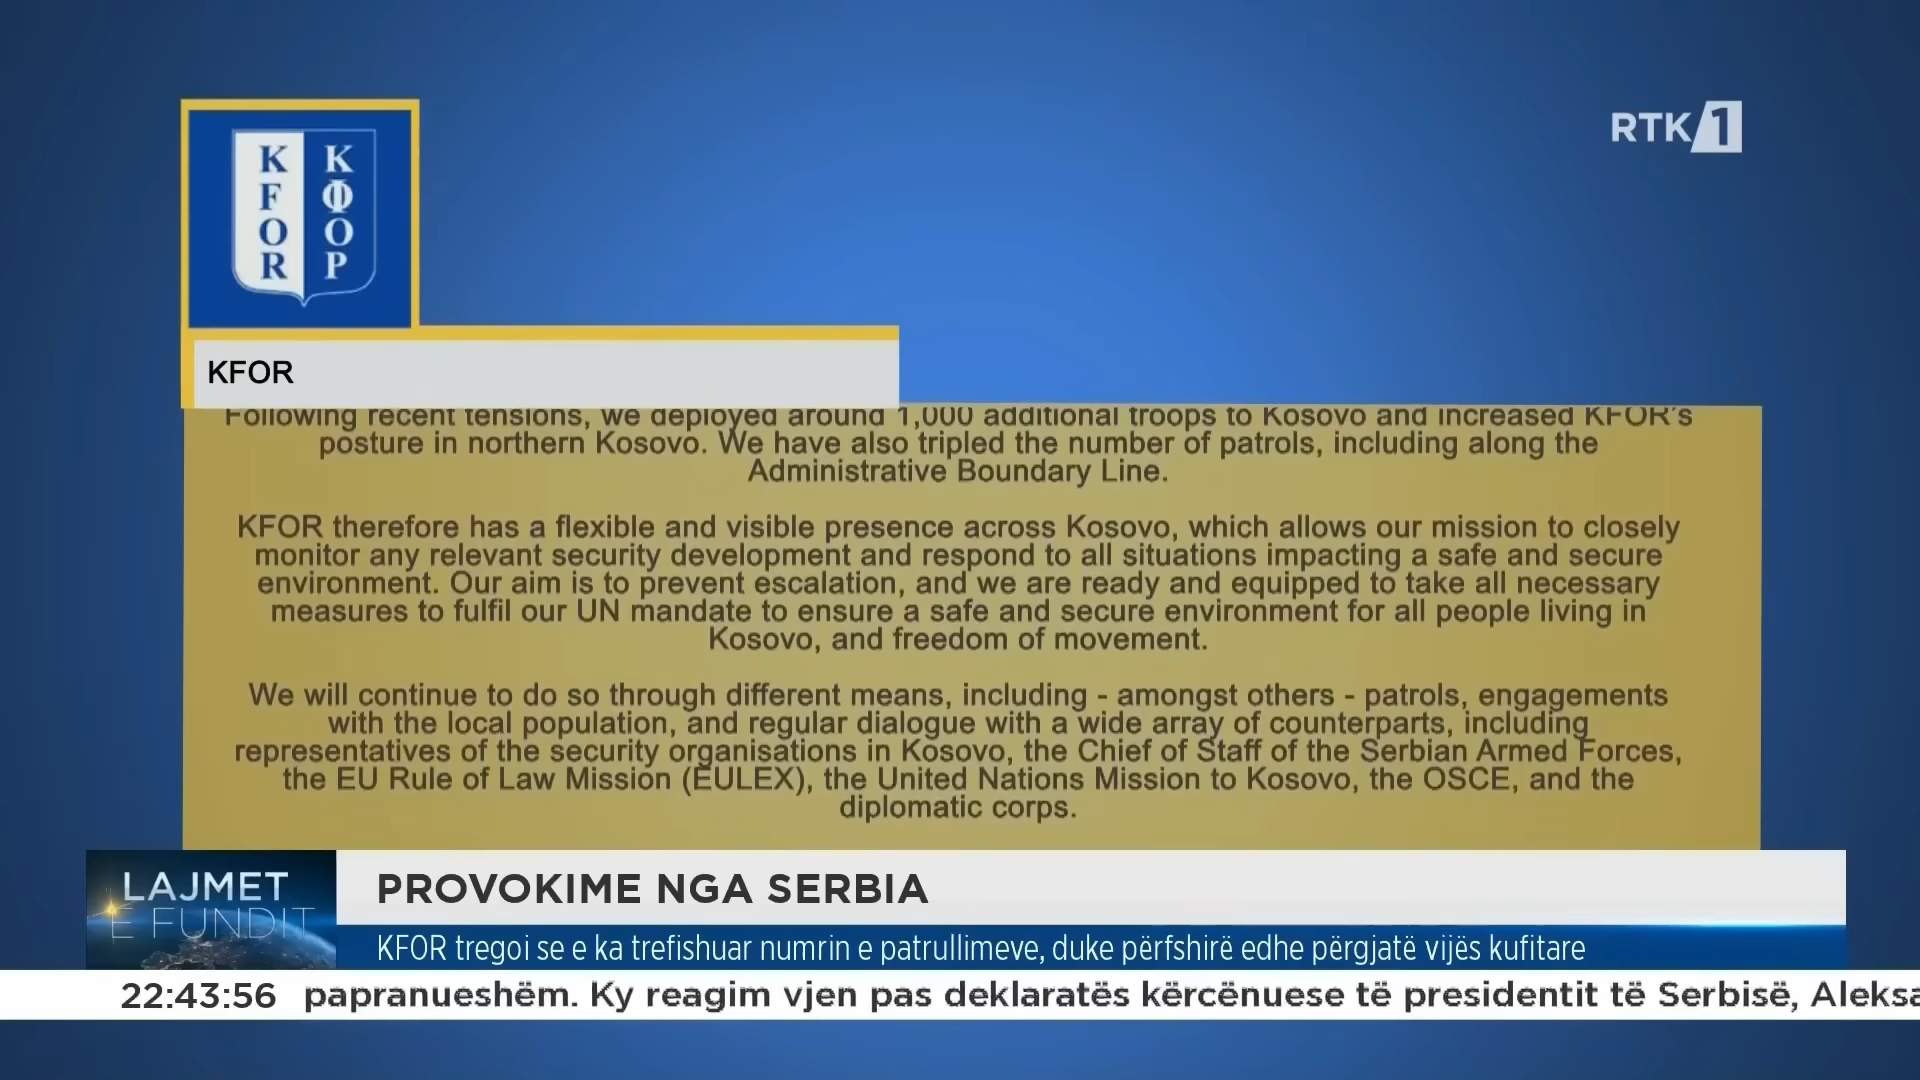 KFOR
КФОР
RTK 1
KFOR
Following recent tensions, we deployed around 1,000 additional troops to Kosovo and increased KFOR's
posture in northern Kosovo. We have also tripled the number of patrols, including along the
Administrative Boundary Line.
KFOR therefore has a flexible and visible presence across Kosovo, which allows our mission to closely
monitor any relevant security development and respond to all situations impacting a safe and secure
environment. Our aim is to prevent escalation, and we are ready and equipped to take all necessary
measures to fulfil our UN mandate to ensure a safe and secure environment for all people living in
Kosovo, and freedom of movement.
We will continue to do so through different means, including - amongst others - patrols, engagements
with the local population, and regular dialogue with a wide array of counterparts, including
representatives of the security organisations in Kosovo, the Chief of Staff of the Serbian Armed Forces,
the EU Rule of Law Mission (EULEX), the United Nations Mission to Kosovo, the OSCE, and the
diplomatic corps.
LAJMET
E FUNDIT
PROVOKIME NGA SERBIA
KFOR tregoi se e ka trefishuar numrin e patrullimeve, duke përfshirë edhe përgjatë vijës kufitare
22:43:56 papranueshëm. Ky reagim vjen pas deklaratës kërcënuese të presidentit të Serbisë, Aleksa